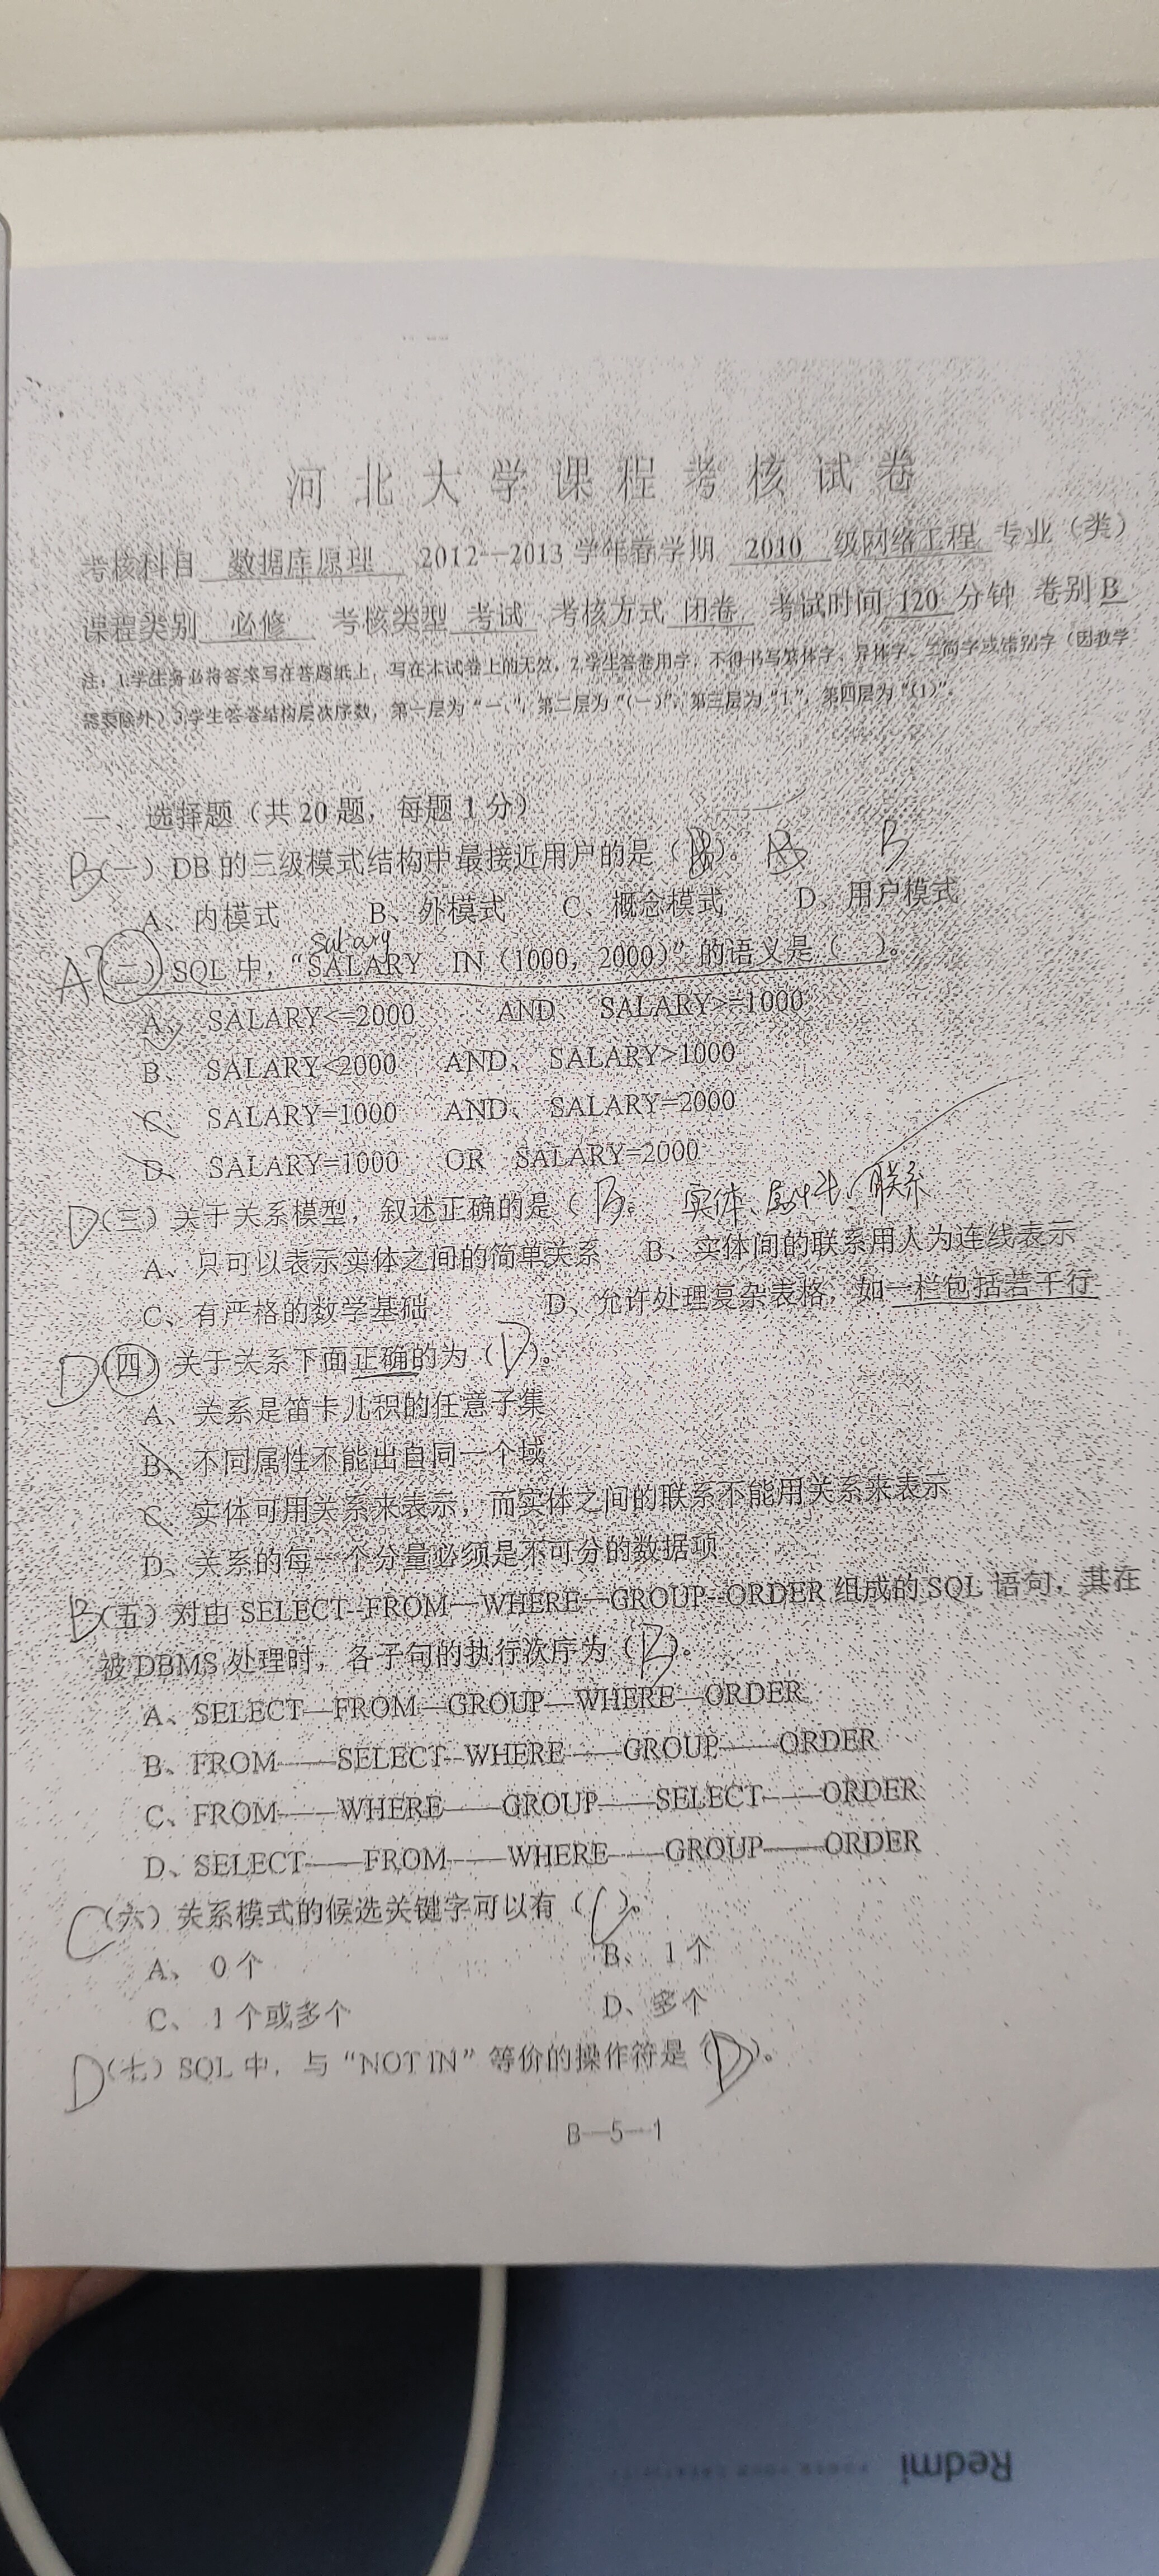 河北大学课程考核试卷
考核科目 数据库原理 2012—2013 学年春学期 2010 级网络工程 专业（类）
课程类别 必修 考核类型 考试 考核方式 闭卷 考试时间 120 分钟 卷别 B
注：1.学生务必将答案写在答题纸上，写在本试卷上的无效。2.学生答卷用字，不得书写繁体字、异体字、二简字或错别字（因教学
需要除外）3.学生答卷结构层次序数，第一层为“一、”，第二层为“（一）”，第三层为“1.”，第四层为“（1）”。
一、选择题（共 20 题，每题 1 分）
B（一）DB 的三级模式结构中最接近用户的是（B）。 B B
A、内模式 B、外模式 C、概念模式 D、用户模式
Salary
A?（二）SQL 中，“SALARY IN（1000，2000）”的语义是（ ）。
A、 SALARY<=2000 AND、 SALARY>=1000
B、 SALARY<2000 AND、 SALARY>1000
C、 SALARY=1000 AND、 SALARY=2000
D、 SALARY=1000 OR SALARY=2000
D（三）关于关系模型，叙述正确的是（B）。 实体、属性、联系
A、只可以表示实体之间的简单关系 B、实体间的联系用人为连线表示
C、有严格的数学基础 D、允许处理复杂表格，如一栏包括若干行
D（四）关于关系下面正确的为（D）。
A、关系是笛卡儿积的任意子集
B、不同属性不能出自同一个域
C、实体可用关系来表示，而实体之间的联系不能用关系来表示
D、关系的每一个分量必须是不可分的数据项
B（五）对由 SELECT--FROM—WHERE—GROUP--ORDER 组成的 SQL 语句，其在
被 DBMS 处理时，各子句的执行次序为（B）。
A、SELECT—FROM—GROUP—WHERE—ORDER
B、FROM——SELECT--WHERE——GROUP——ORDER
C、FROM——WHERE——GROUP——SELECT——ORDER
D、SELECT——FROM——WHERE——GROUP——ORDER
C（六）关系模式的候选关键字可以有（C）。
A、 0 个 B、 1 个
C、 1 个或多个 D、多个
D（七）SQL 中，与“NOT IN”等价的操作符是（D）。
B—5—1
Redmi